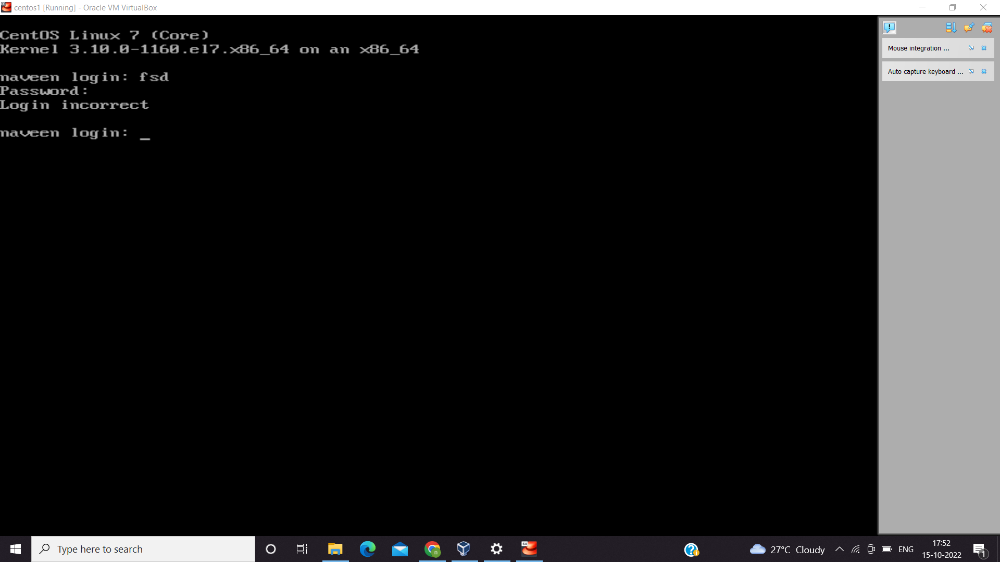 centos1 [Running] - Oracle VM VirtualBox
CentOS Linux 7 (Core)
Kernel 3.10.0-1160.el7.x86_64 on an x86_64
naveen login: fsd
Password:
Login incorrect
naveen login: _
Mouse integration ...
Auto capture keyboard ...
Type here to search
64
27°C Cloudy
ENG
17:52
15-10-2022
1